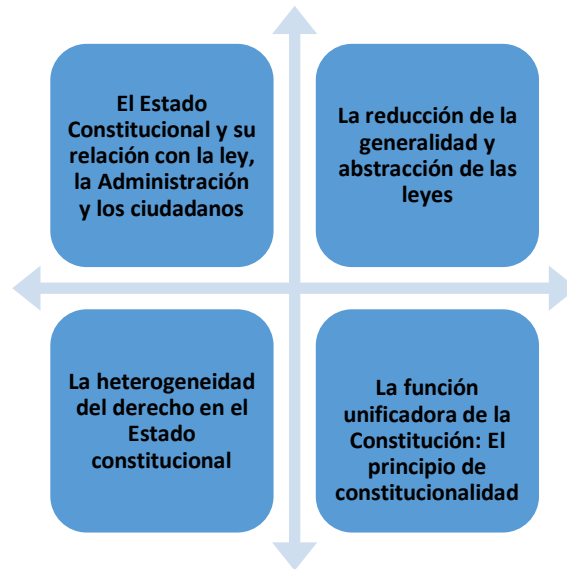 El Estado
Constitucional y su
relación con la ley,
la Administración
y los ciudadanos
La reducción de la
generalidad y
abstracción de las
leyes
La heterogeneidad
del derecho en el
Estado
constitucional
La función
unificadora de la
Constitución: El
principio de
constitucionalidad